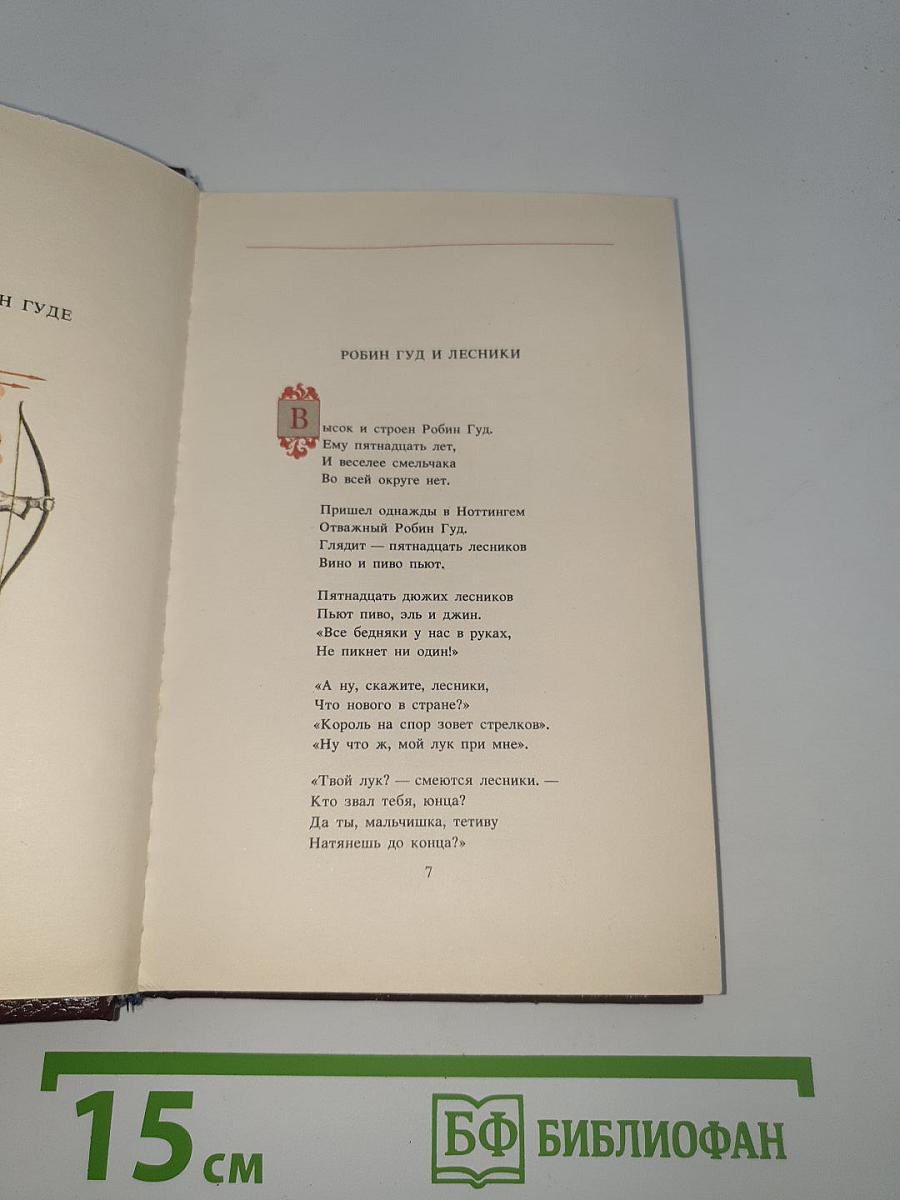 Н ГУДЕ
РОБИН ГУД И ЛЕСНИКИ
Высок и строен Робин Гуд.
Ему пятнадцать лет,
И веселее смельчака
Во всей округе нет.
Пришел однажды в Ноттингем
Отважный Робин Гуд.
Глядит — пятнадцать лесников
Вино и пиво пьют.
Пятнадцать дюжих лесников
Пьют пиво, эль и джин.
«Все бедняки у нас в руках,
Не пикнет ни один!»
«А ну, скажите, лесники,
Что нового в стране?»
«Король на спор зовет стрелков».
«Ну что ж, мой лук при мне».
«Твой лук? — смеются лесники. —
Кто звал тебя, юнца?
Да ты, мальчишка, тетиву
Натянешь до конца?»
7
15 см
БФ БИБЛИОФАН